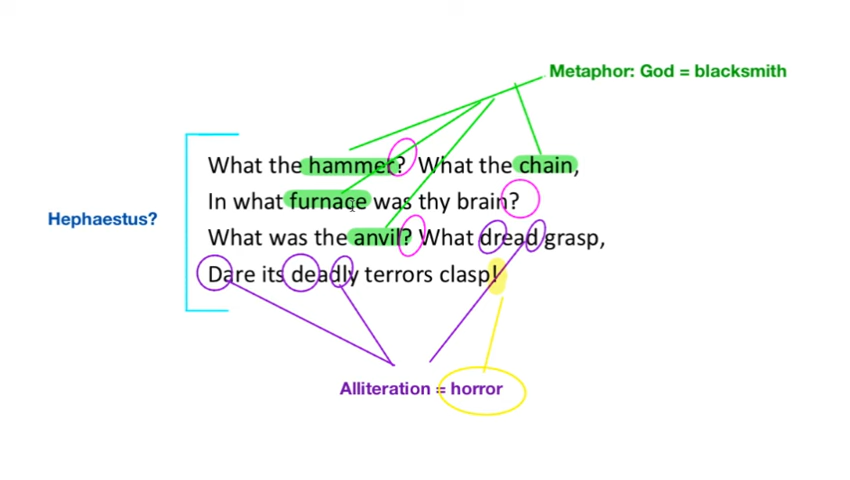 Metaphor: God = blacksmith
What the hammer? What the chain,
In what furnace was thy brain?
Hephaestus?
What was the anvil? What dread grasp,
Dare its deadly terrors clasp!
Alliteration = horror